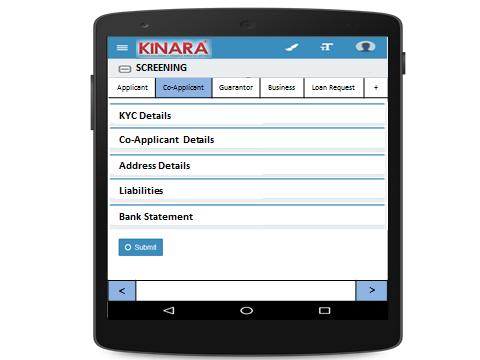 KINARA
SCREENING
Applicant Co-Applicant Guarantor Business Loan Request +
KYC Details
Co-Applicant Details
Address Details
Liabilities
Bank Statement
Submit
< >